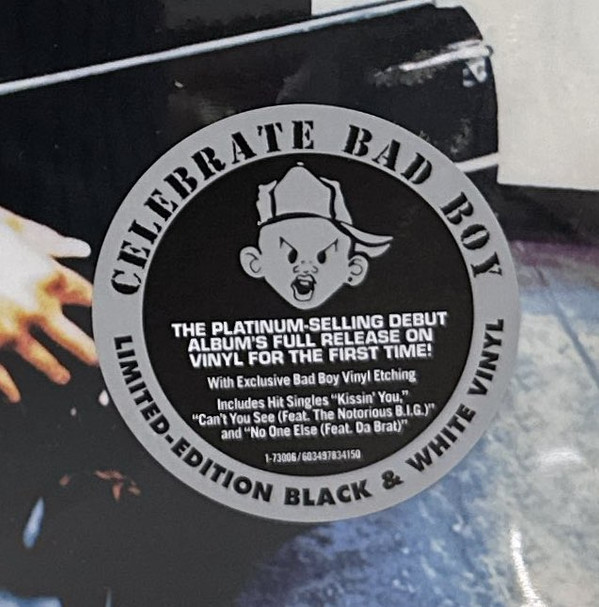 CELEBRATE BAD BOY
THE PLATINUM-SELLING DEBUT
ALBUM'S FULL RELEASE ON
VINYL FOR THE FIRST TIME!
With Exclusive Bad Boy Vinyl Etching
Includes Hit Singles "Kissin' You,"
"Can't You See (Feat. The Notorious B.I.G.)"
and "No One Else (Feat. Da Brat)"
1-73006/603497834150
LIMITED-EDITION BLACK & WHITE VINYL